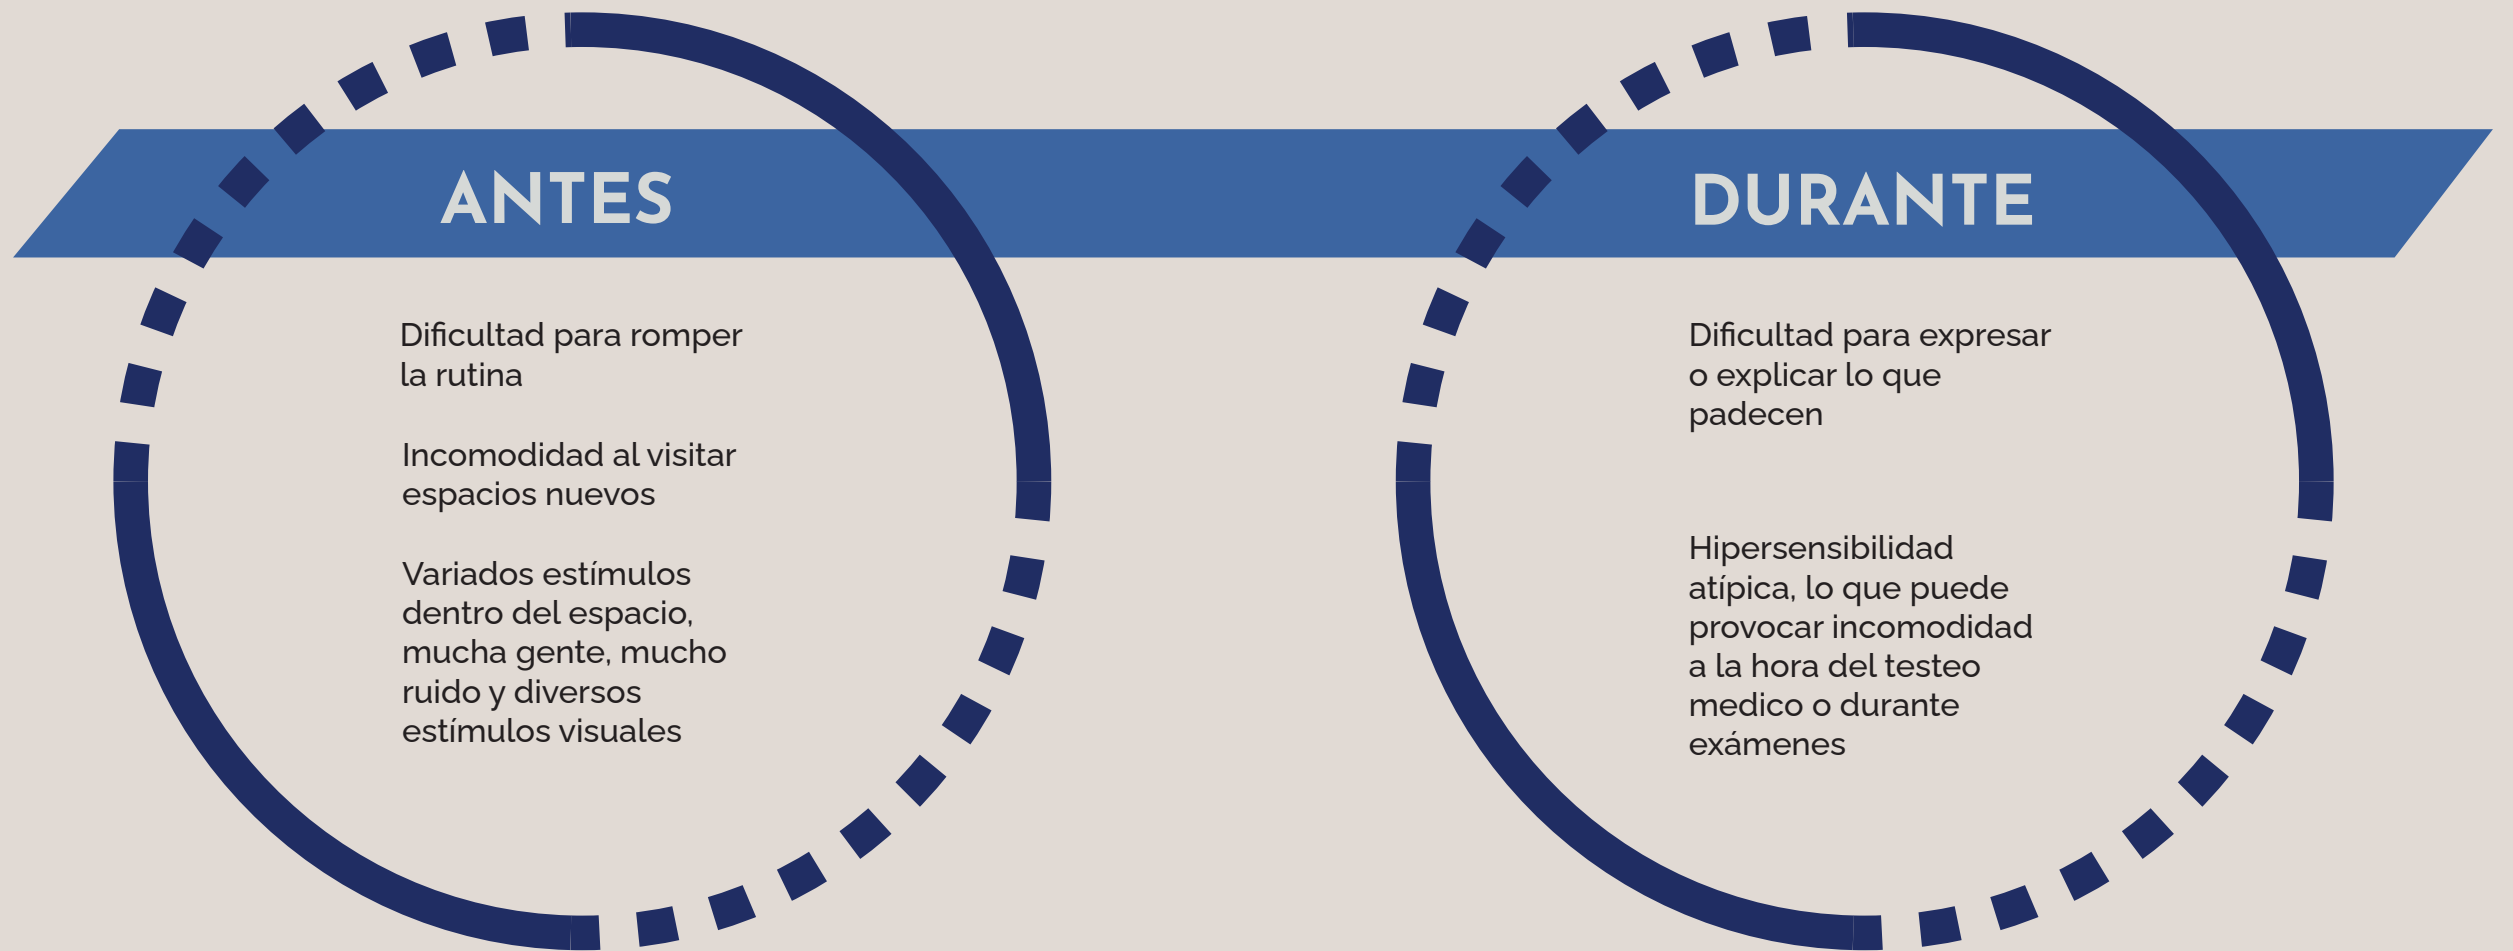 ANTES
Dificultad para romper
la rutina
Incomodidad al visitar
espacios nuevos
Variados estímulos
dentro del espacio,
mucha gente, mucho
ruido y diversos
estímulos visuales
DURANTE
Dificultad para expresar
o explicar lo que
padecen
Hipersensibilidad
atípica, lo que puede
provocar incomodidad
a la hora del testeo
medico o durante
exámenes